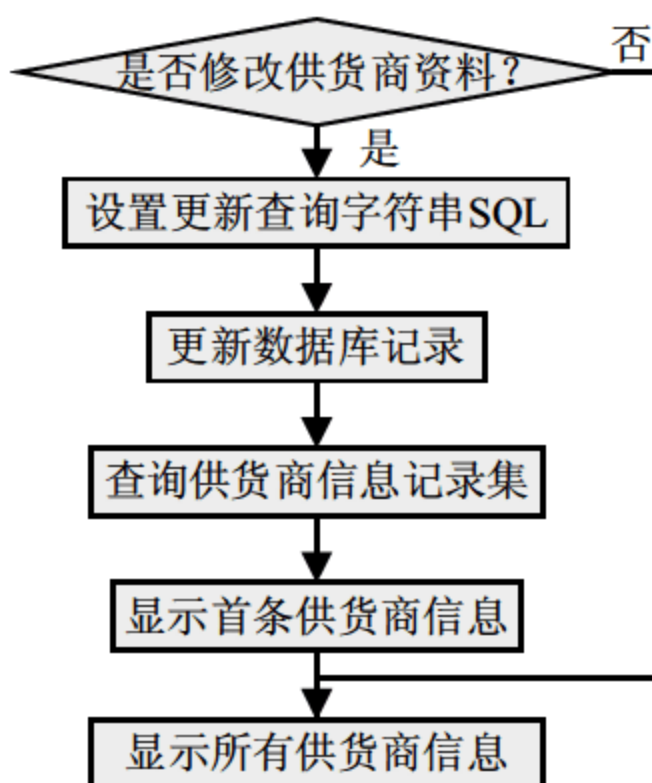 是否修改供货商资料？
否
是
设置更新查询字符串SQL
更新数据库记录
查询供货商信息记录集
显示首条供货商信息
显示所有供货商信息